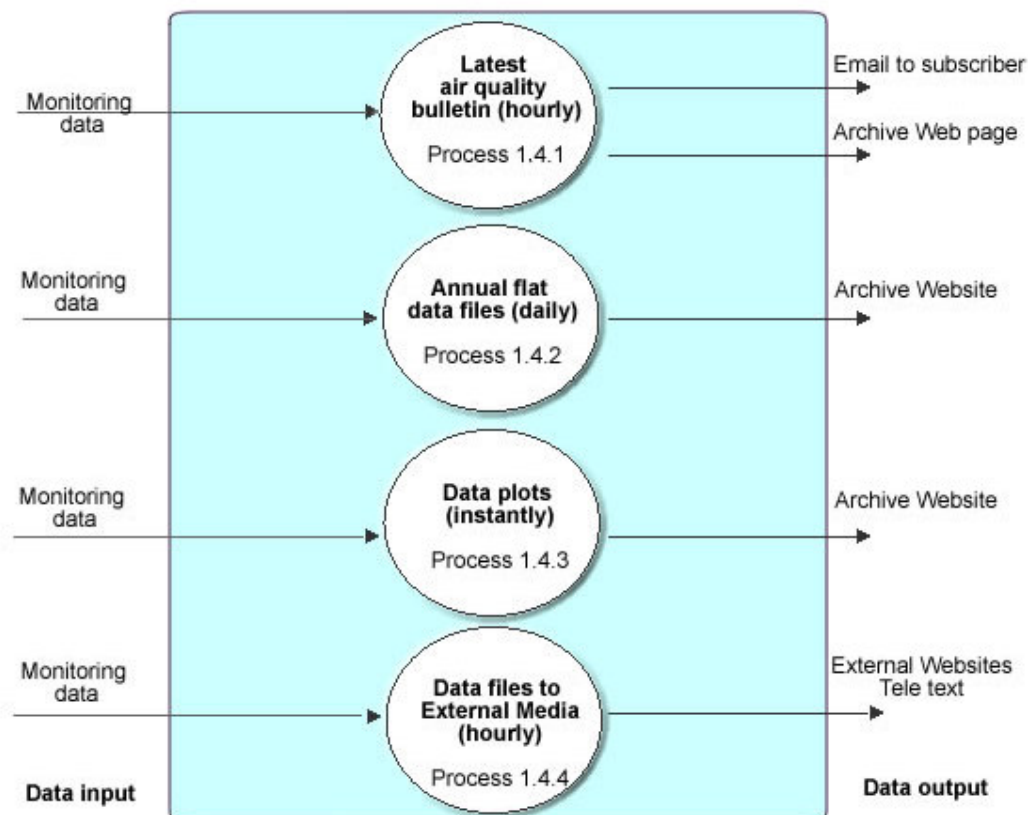 Monitoring
data
Latest
air quality
bulletin (hourly)
Process 1.4.1
Email to subscriber
Archive Web page
Monitoring
data
Annual flat
data files (daily)
Process 1.4.2
Archive Website
Monitoring
data
Data plots
(instantly)
Process 1.4.3
Archive Website
Monitoring
data
Data files to
External Media
(hourly)
Process 1.4.4
External Websites
Tele text
Data input
Data output